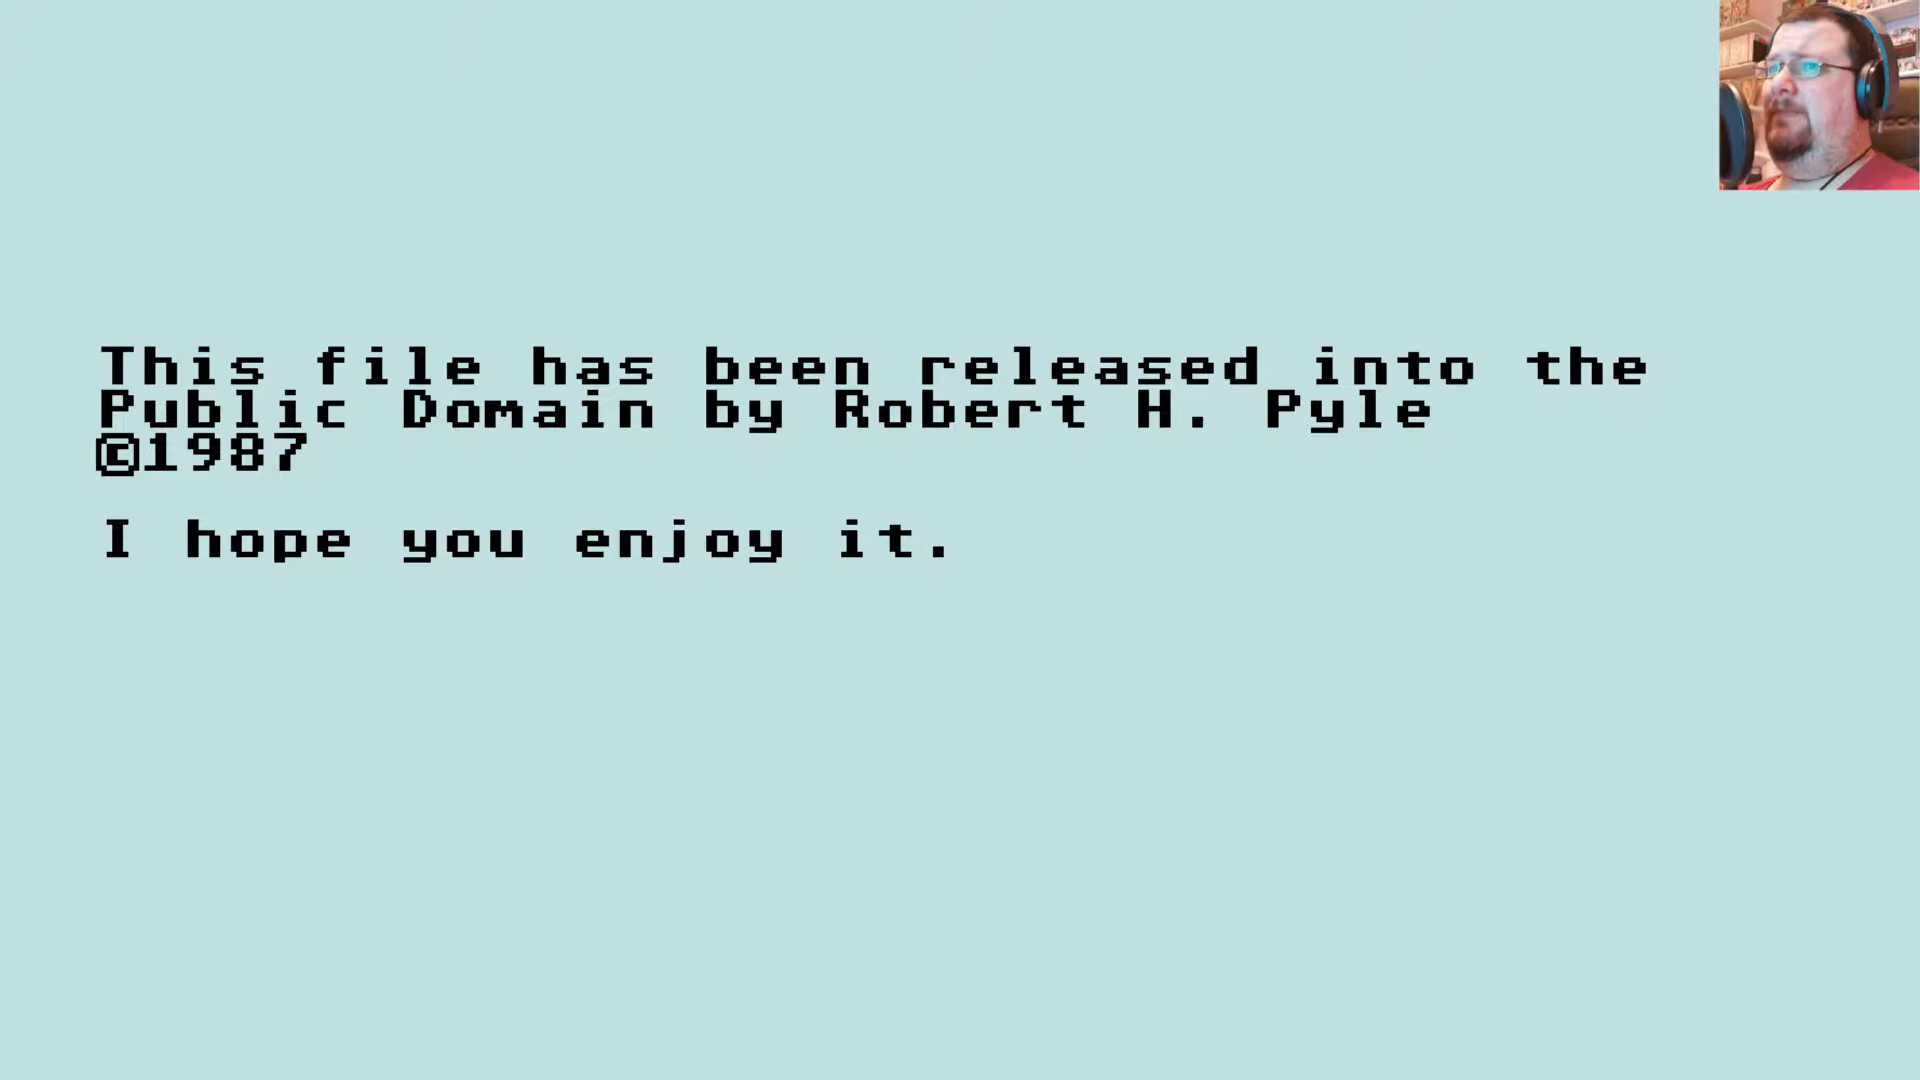 This file has been released into the
Public Domain by Robert H. Pyle
©1987
I hope you enjoy it.